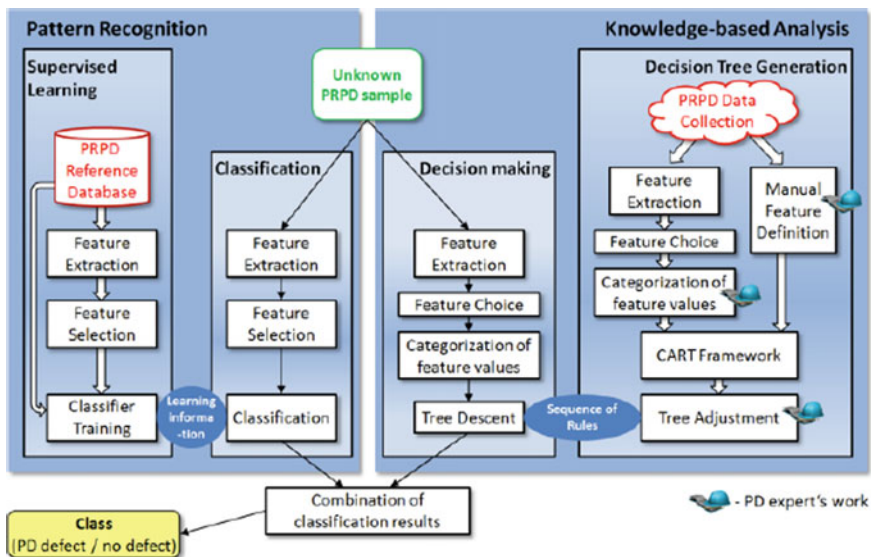 Pattern Recognition
Knowledge-based Analysis
Supervised
Learning
Unknown
PRPD sample
Decision Tree Generation
PRPD Data
Collection
PRPD
Reference
Database
Classification
Decision making
Feature
Extraction
Manual
Feature
Definition
Feature
Extraction
Feature
Extraction
Feature
Extraction
Feature Choice
Feature Choice
Categorization of
feature values
Feature
Selection
Feature
Selection
Categorization of
feature values
CART Framework
Classifier
Training
Learning
informa
-tion
Classification
Tree Descent
Sequence of
Rules
Tree Adjustment
Combination of
classification results
- PD expert's work
Class
(PD defect / no defect)